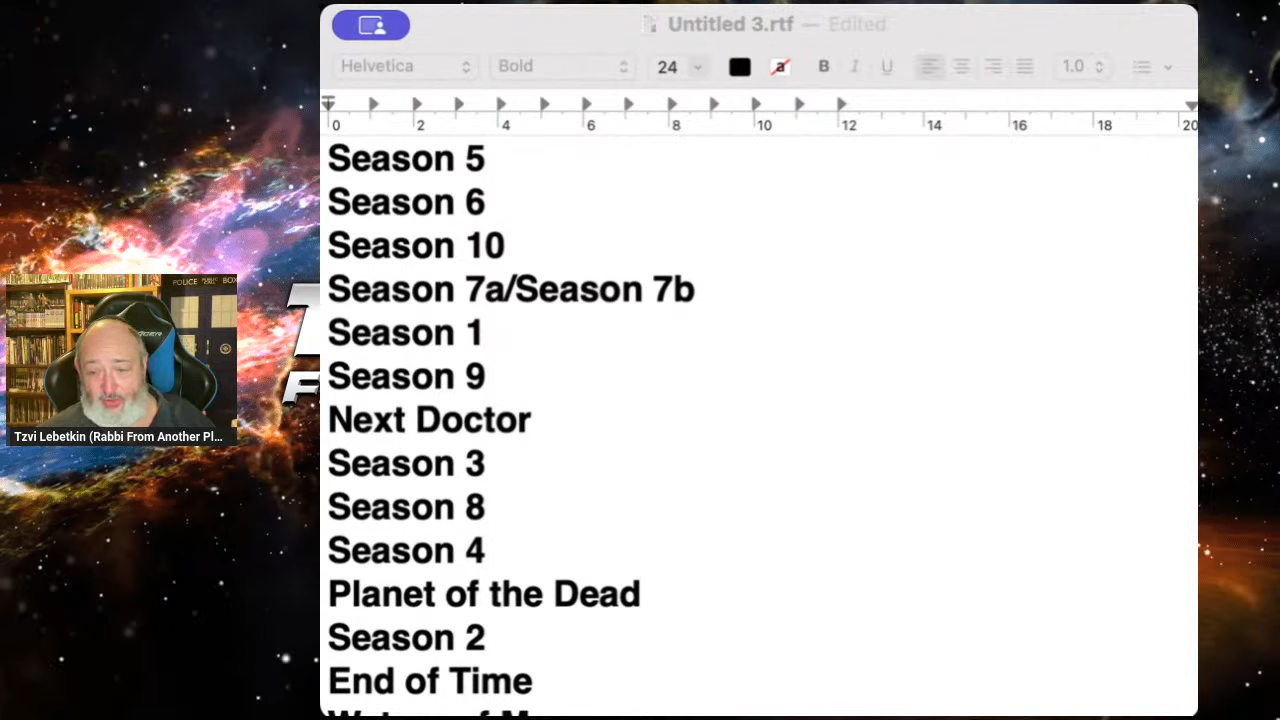 Untitled 3.rtf — Edited
Helvetica Bold 24 a B I U 1.0
0 2 4 6 8 10 12 14 16 18 20
Season 5
Season 6
Season 10
Season 7a/Season 7b
Season 1
Season 9
Next Doctor
Season 3
Season 8
Season 4
Planet of the Dead
Season 2
End of Time
POLICE BOX
Tzvi Lebetkin (Rabbi From Another Pl...